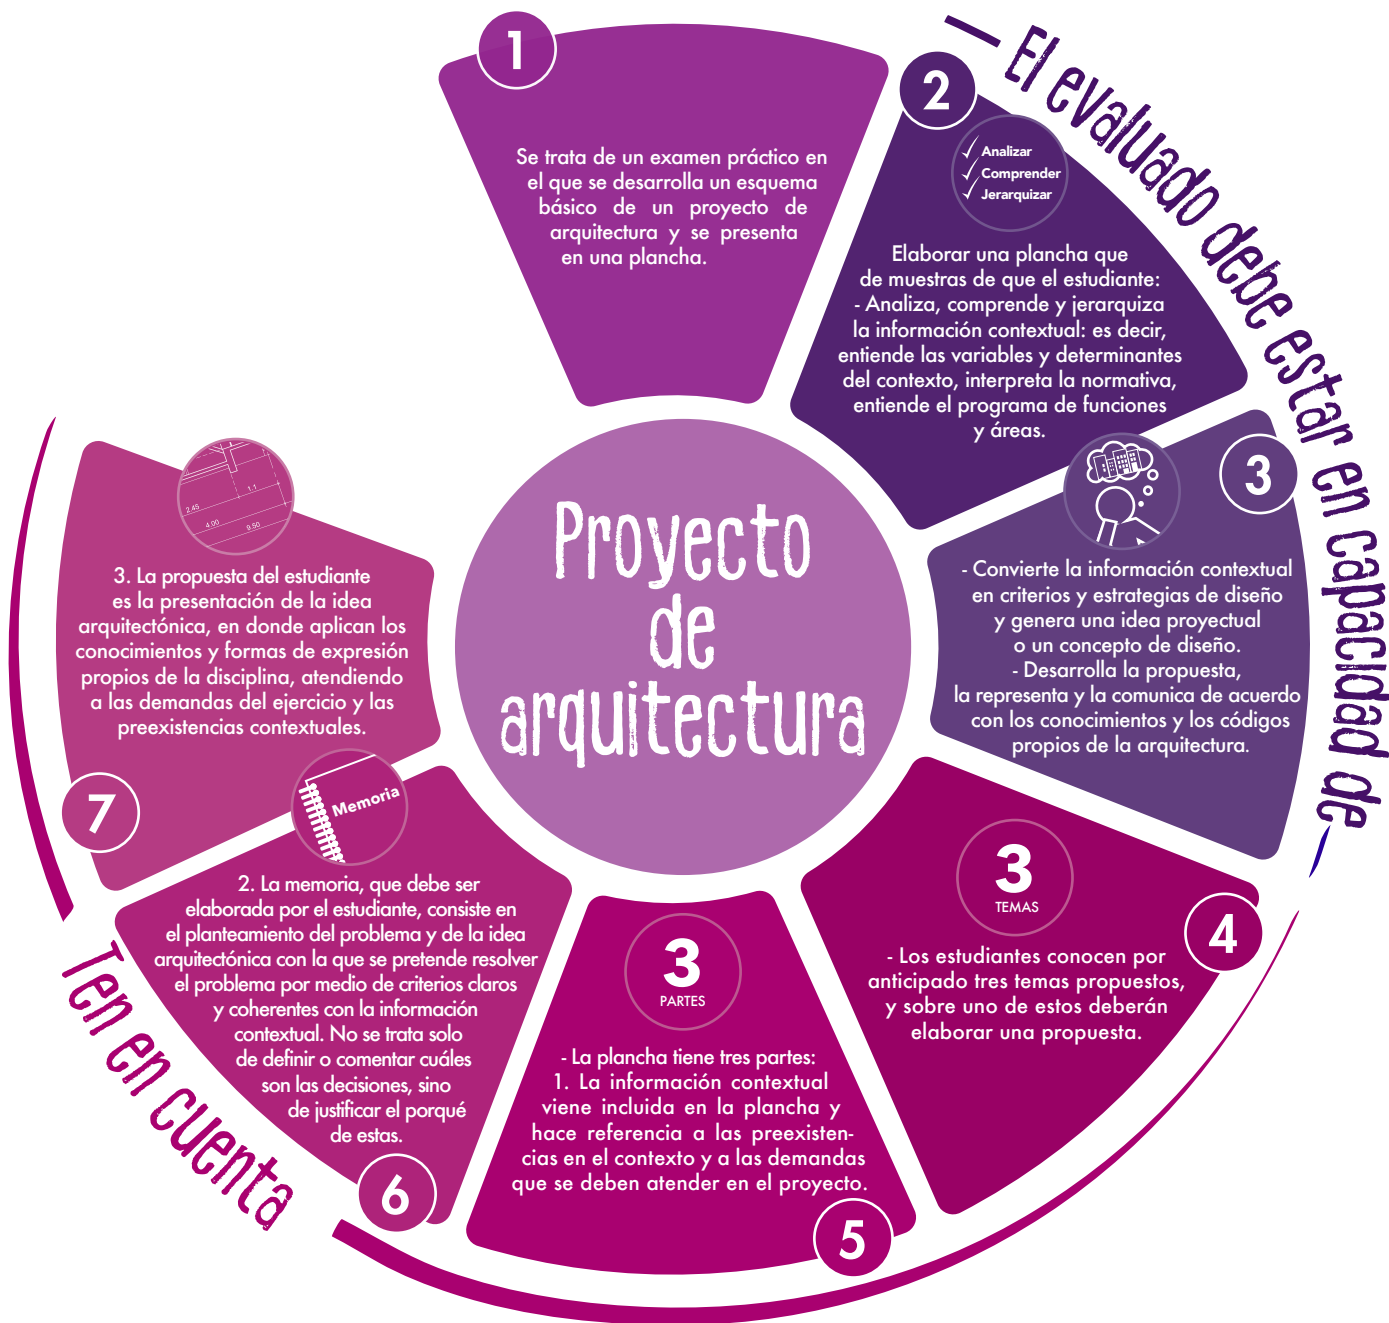 Proyecto
de
arquitectura
1
Se trata de un examen práctico en
el que se desarrolla un esquema
básico de un proyecto de
arquitectura y se presenta
en una plancha.
El evaluado debe estar en capacidad de
2
Analizar
Comprender
Jerarquizar
Elaborar una plancha que
de muestras de que el estudiante:
- Analiza, comprende y jerarquiza
la información contextual: es decir,
entiende las variables y determinantes
del contexto, interpreta la normativa,
entiende el programa de funciones
y áreas.
3
- Convierte la información contextual
en criterios y estrategias de diseño
y genera una idea proyectual
o un concepto de diseño.
- Desarrolla la propuesta,
la representa y la comunica de acuerdo
con los conocimientos y los códigos
propios de la arquitectura.
Ten en cuenta
4
3
TEMAS
- Los estudiantes conocen por
anticipado tres temas propuestos,
y sobre uno de estos deberán
elaborar una propuesta.
5
3
PARTES
- La plancha tiene tres partes:
1. La información contextual
viene incluida en la plancha y
hace referencia a las preexisten-
cias en el contexto y a las demandas
que se deben atender en el proyecto.
6
Memoria
2. La memoria, que debe ser
elaborada por el estudiante, consiste en
el planteamiento del problema y de la idea
arquitectónica con la que se pretende resolver
el problema por medio de criterios claros
y coherentes con la información
contextual. No se trata solo
de definir o comentar cuáles
son las decisiones, sino
de justificar el porqué
de estas.
7
2.45
1.1
4.00
9.50
3. La propuesta del estudiante
es la presentación de la idea
arquitectónica, en donde aplican los
conocimientos y formas de expresión
propios de la disciplina, atendiendo
a las demandas del ejercicio y las
preexistencias contextuales.